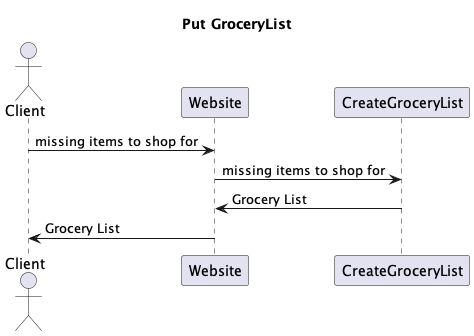 Put GroceryList
Client
Website
CreateGroceryList
missing items to shop for
missing items to shop for
Grocery List
Grocery List
Client
Website
CreateGroceryList